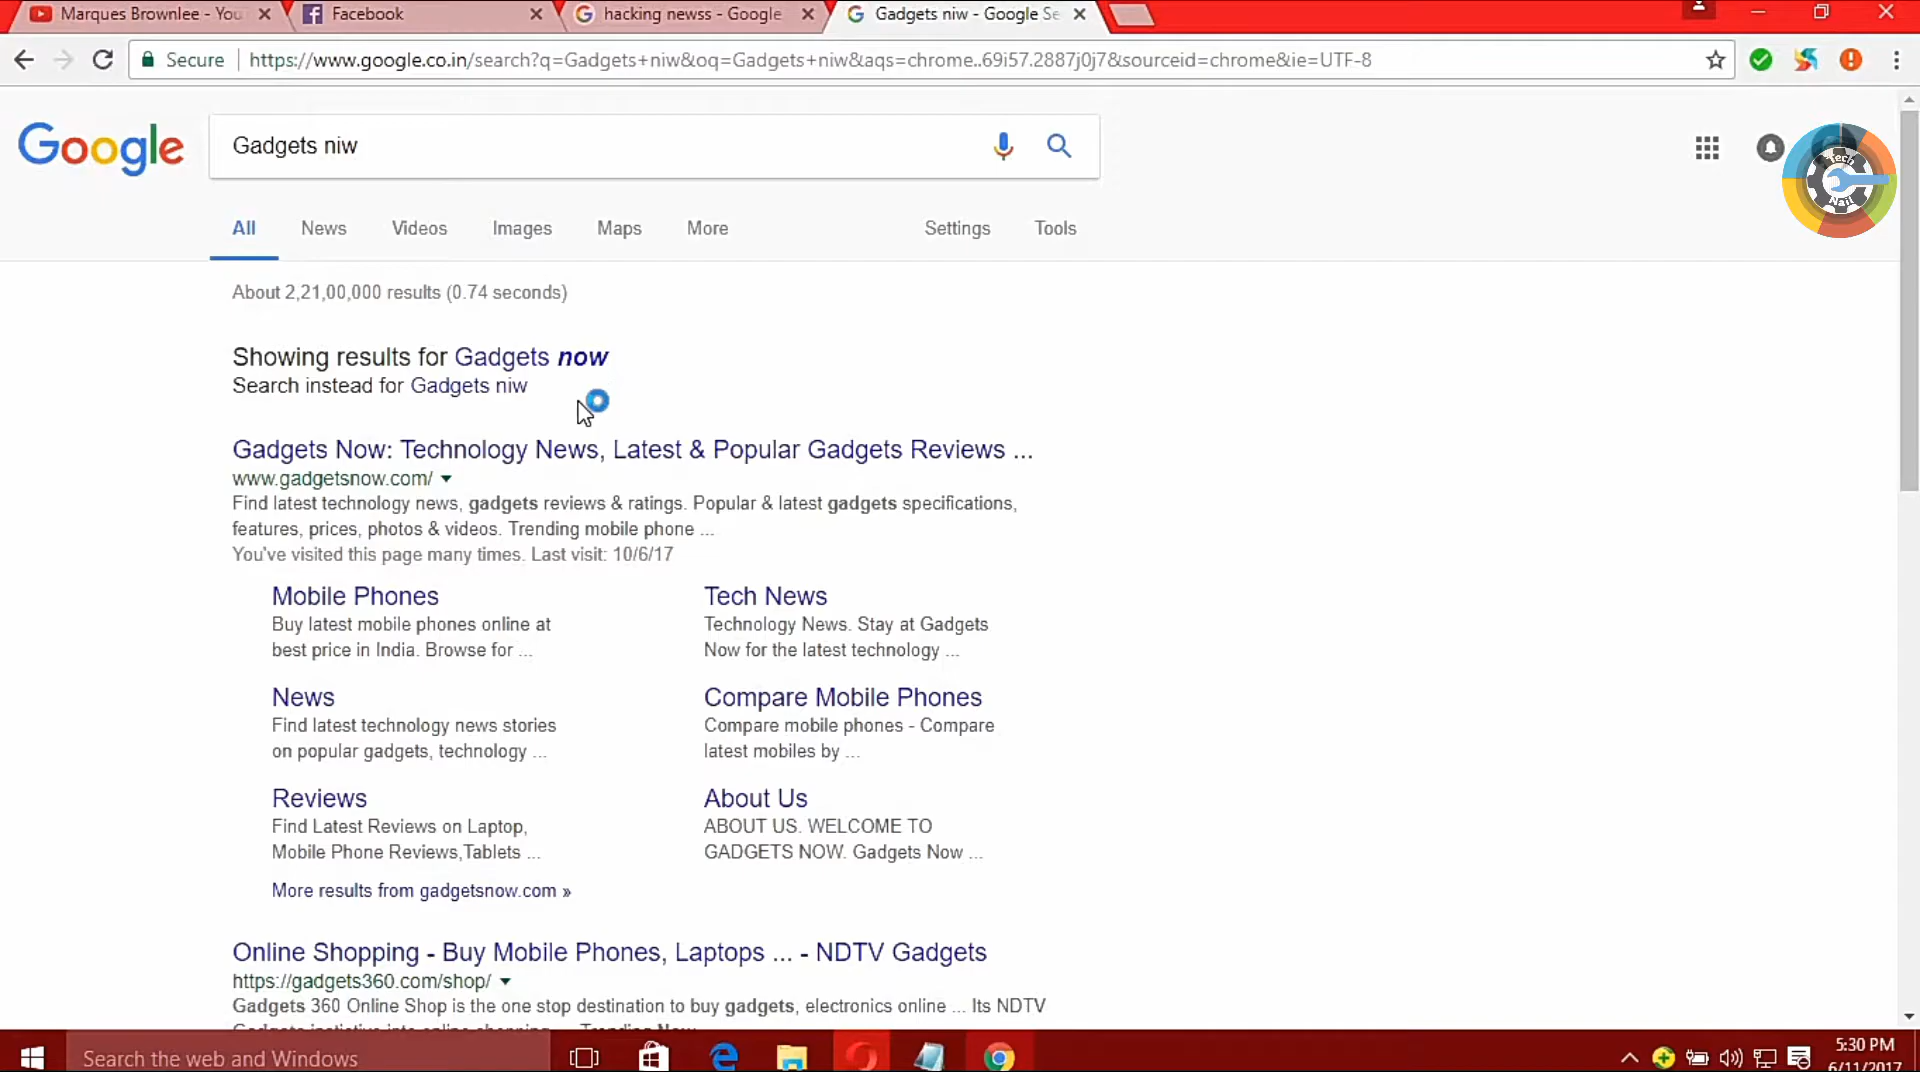 Marques Brownlee - You
Facebook
hacking newss - Google
Gadgets niw - Google Se
Secure
https://www.google.co.in/search?q=Gadgets+niw&oq=Gadgets+niw&aqs=chrome..69i57.2887j0j7&sourceid=chrome&ie=UTF-8
Google
Gadgets niw
Tech
Nail
All News Videos Images Maps More Settings Tools
About 2,21,00,000 results (0.74 seconds)
Showing results for Gadgets now
Search instead for Gadgets niw
Gadgets Now: Technology News, Latest & Popular Gadgets Reviews ...
www.gadgetsnow.com/
Find latest technology news, gadgets reviews & ratings. Popular & latest gadgets specifications,
features, prices, photos & videos. Trending mobile phone ...
You've visited this page many times. Last visit: 10/6/17
Mobile Phones
Buy latest mobile phones online at
best price in India. Browse for ...
Tech News
Technology News. Stay at Gadgets
Now for the latest technology ...
News
Find latest technology news stories
on popular gadgets, technology ...
Compare Mobile Phones
Compare mobile phones - Compare
latest mobiles by ...
Reviews
Find Latest Reviews on Laptop,
Mobile Phone Reviews,Tablets ...
About Us
ABOUT US. WELCOME TO
GADGETS NOW. Gadgets Now ...
More results from gadgetsnow.com »
Online Shopping - Buy Mobile Phones, Laptops ... - NDTV Gadgets
https://gadgets360.com/shop/
Gadgets 360 Online Shop is the one stop destination to buy gadgets, electronics online ... Its NDTV
Search the web and Windows
5:30 PM
6/11/2017